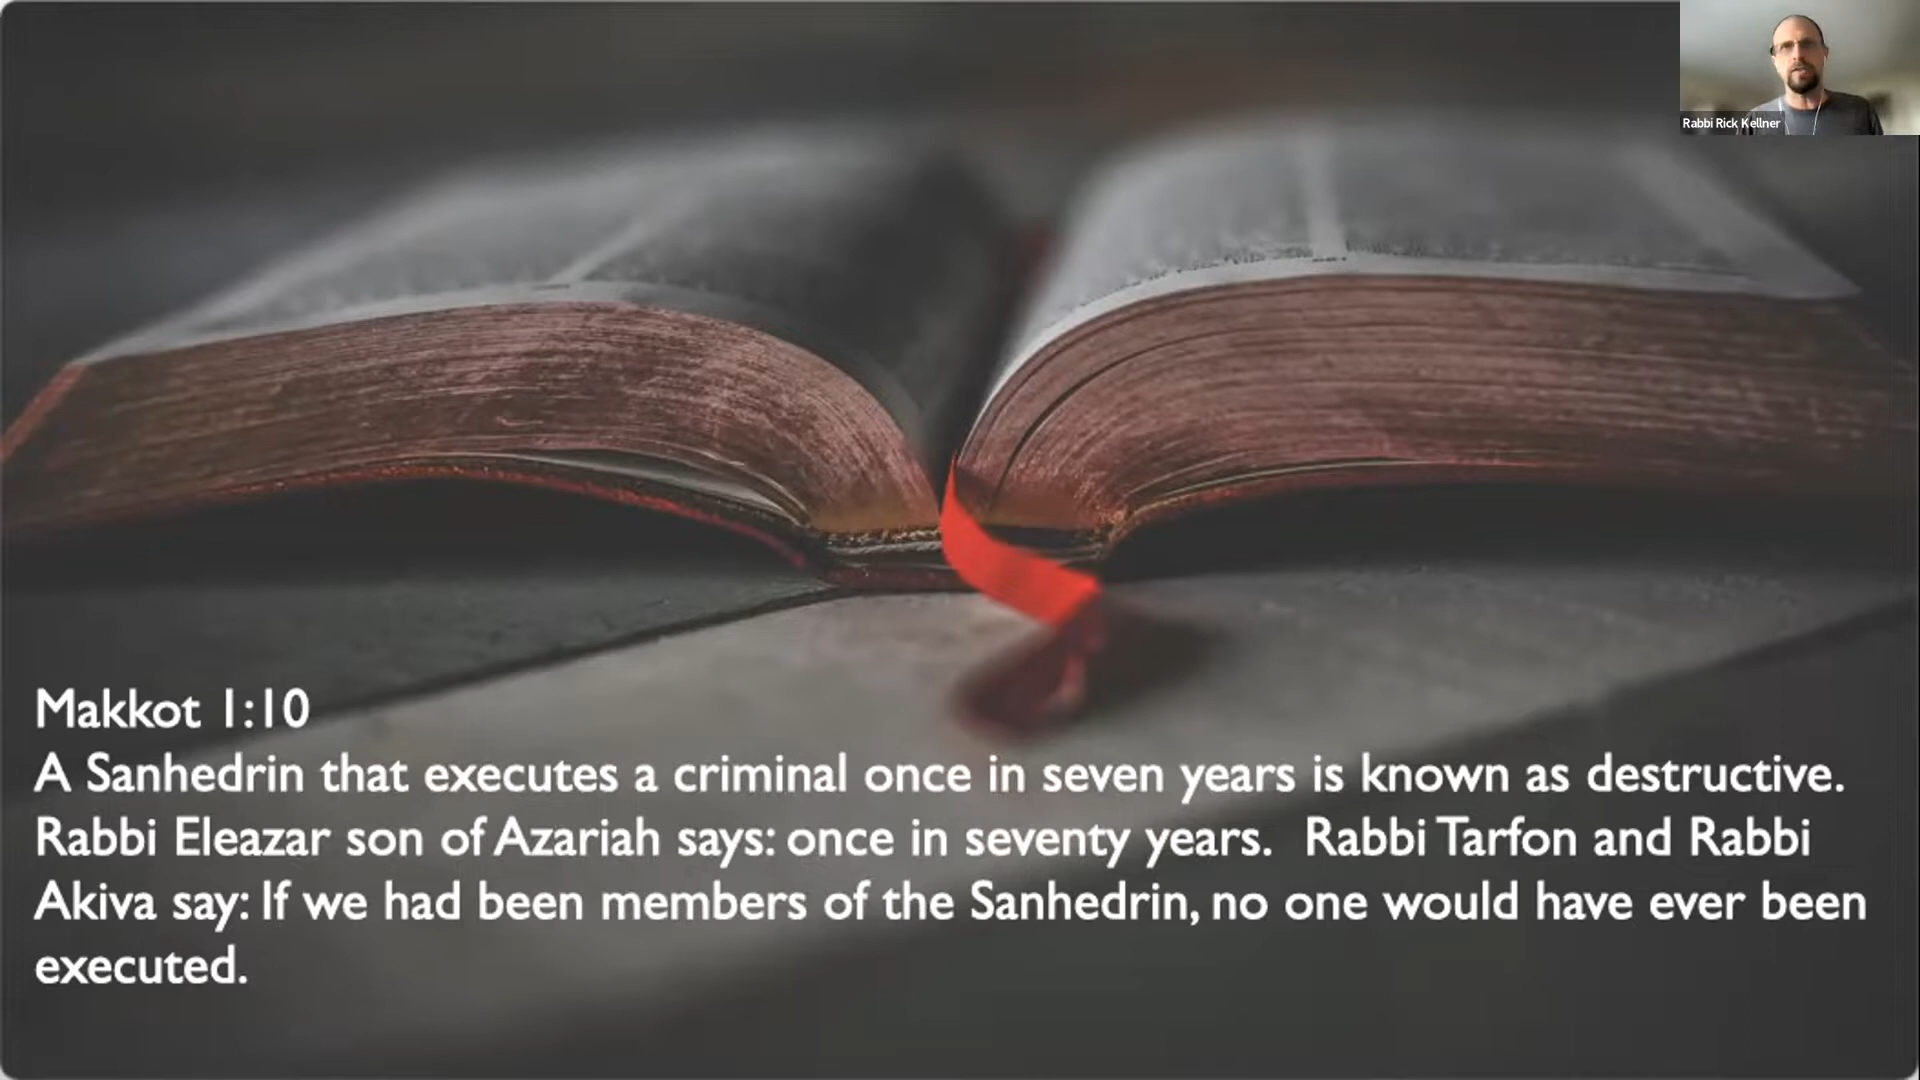 Rabbi Rick Kellner
Makkot 1:10
A Sanhedrin that executes a criminal once in seven years is known as destructive.
Rabbi Eleazar son of Azariah says: once in seventy years.  Rabbi Tarfon and Rabbi
Akiva say: If we had been members of the Sanhedrin, no one would have ever been
executed.